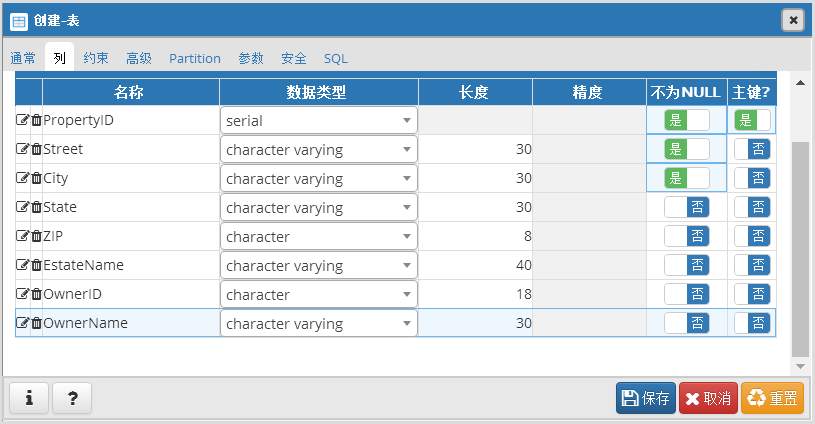 创建-表
通常 列 约束 高级 Partition 参数 安全 SQL
名称 数据类型 长度 精度 不为NULL 主键?
PropertyID serial 是 是
Street character varying 30 是 否
City character varying 30 是 否
State character varying 30 否 否
ZIP character 8 否 否
EstateName character varying 40 否 否
OwnerID character 18 否 否
OwnerName character varying 30 否 否
i ? 保存 取消 重置